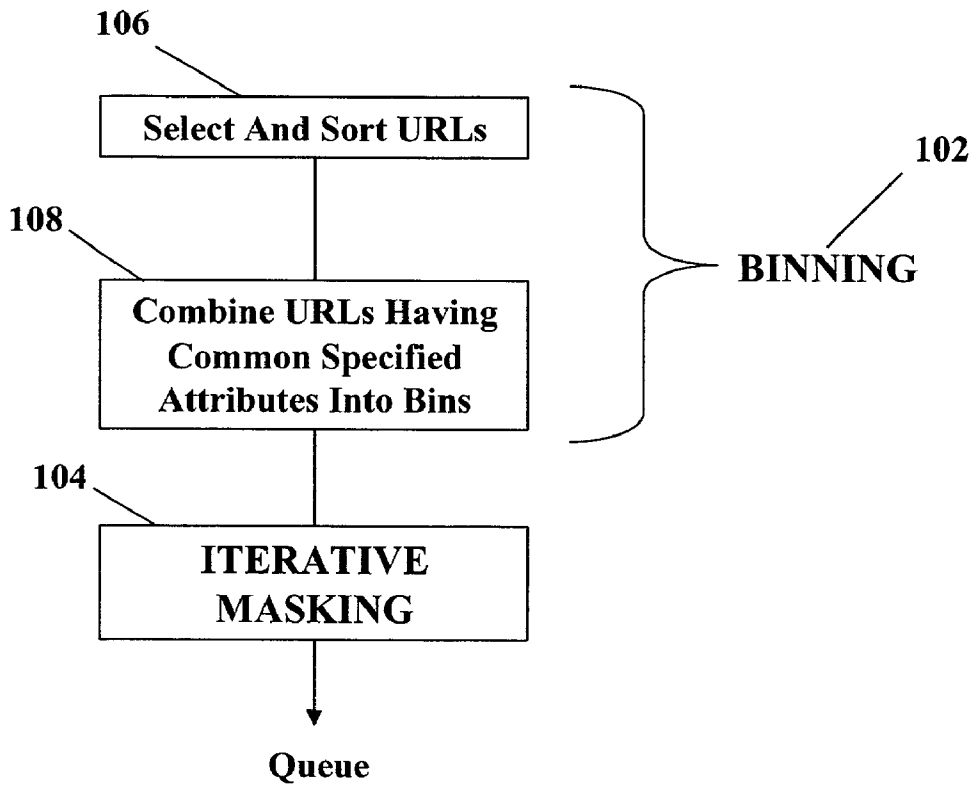 106
Select And Sort URLs
102
108
BINNING
Combine URLs Having
Common Specified
Attributes Into Bins
104
ITERATIVE
MASKING
Queue